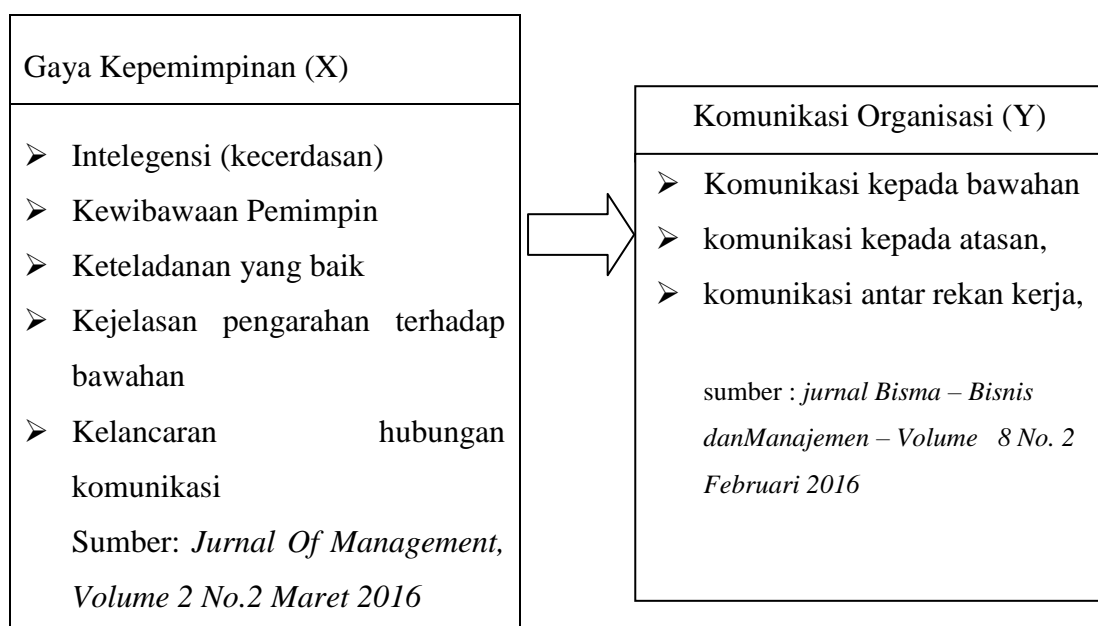 Gaya Kepemimpinan (X)
➢ Intelegensi (kecerdasan)
➢ Kewibawaan Pemimpin
➢ Keteladanan yang baik
➢ Kejelasan pengarahan terhadap
bawahan
➢ Kelancaran hubungan
komunikasi
Sumber: Jurnal Of Management,
Volume 2 No.2 Maret 2016
Komunikasi Organisasi (Y)
➢ Komunikasi kepada bawahan
➢ komunikasi kepada atasan,
➢ komunikasi antar rekan kerja,
sumber : jurnal Bisma – Bisnis
danManajemen – Volume 8 No. 2
Februari 2016